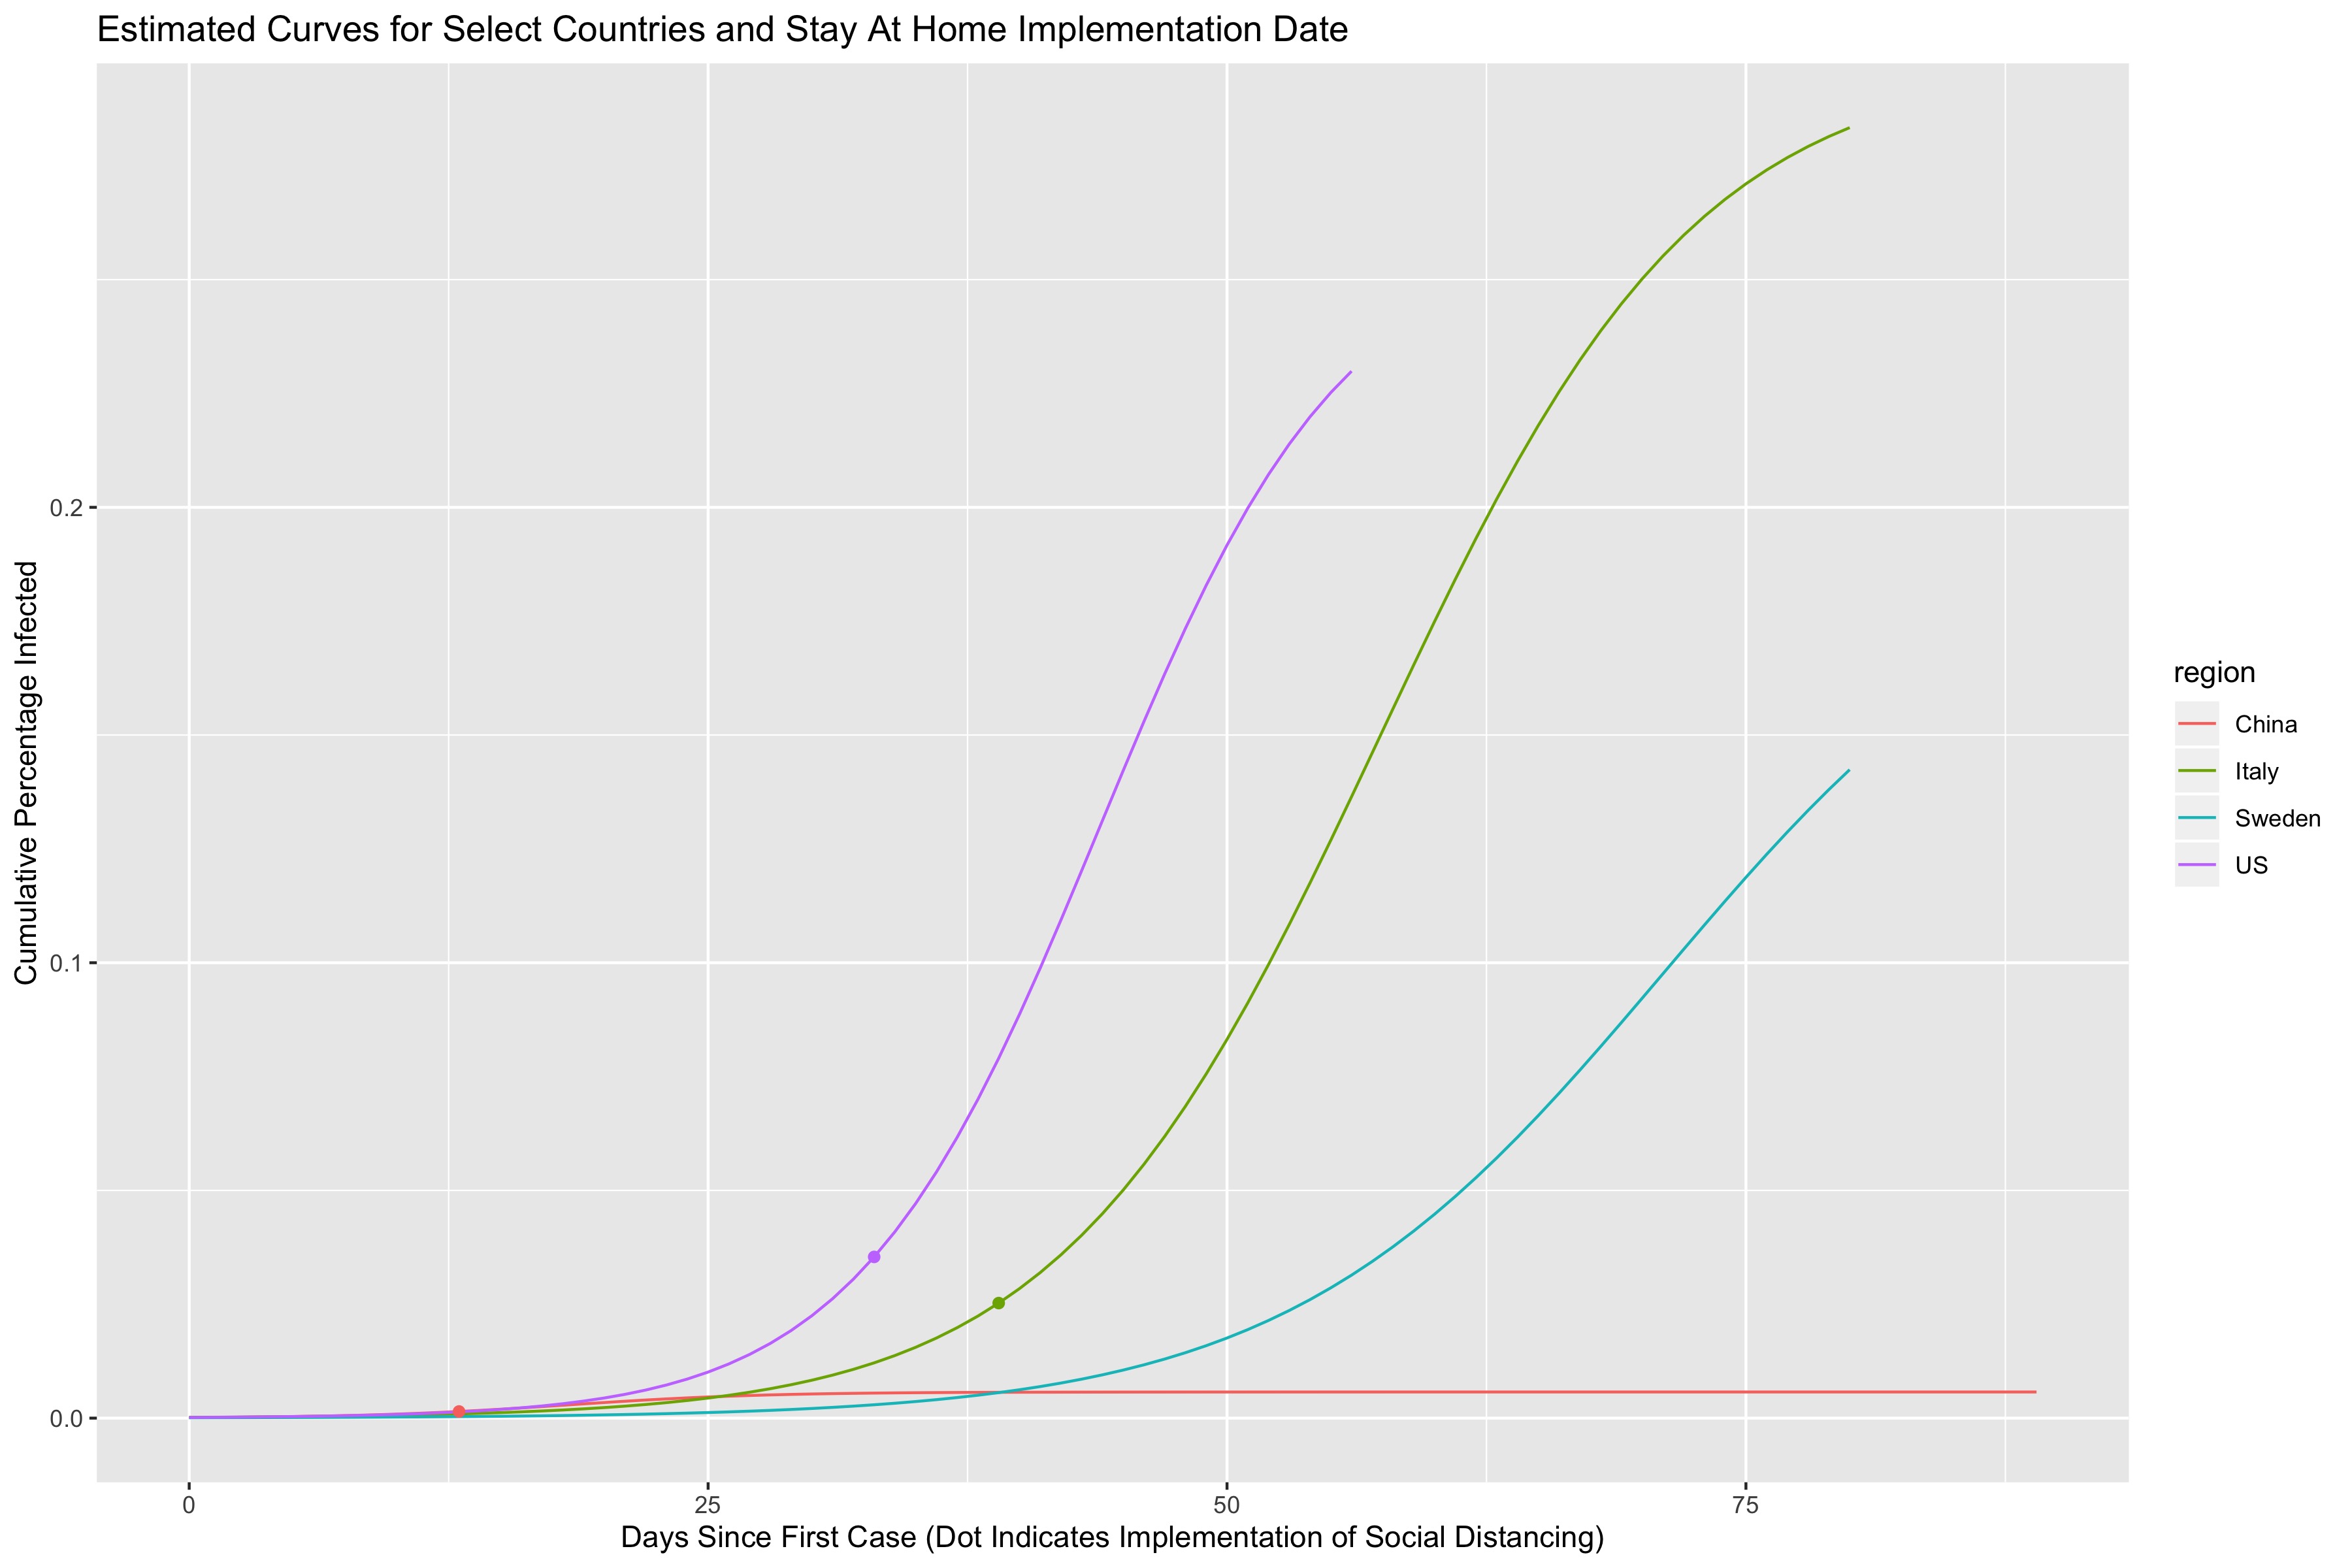 Estimated Curves for Select Countries and Stay At Home Implementation Date
Cumulative Percentage Infected
0.2
0.1
0.0
0
25
50
75
Days Since First Case (Dot Indicates Implementation of Social Distancing)
region
China
Italy
Sweden
US